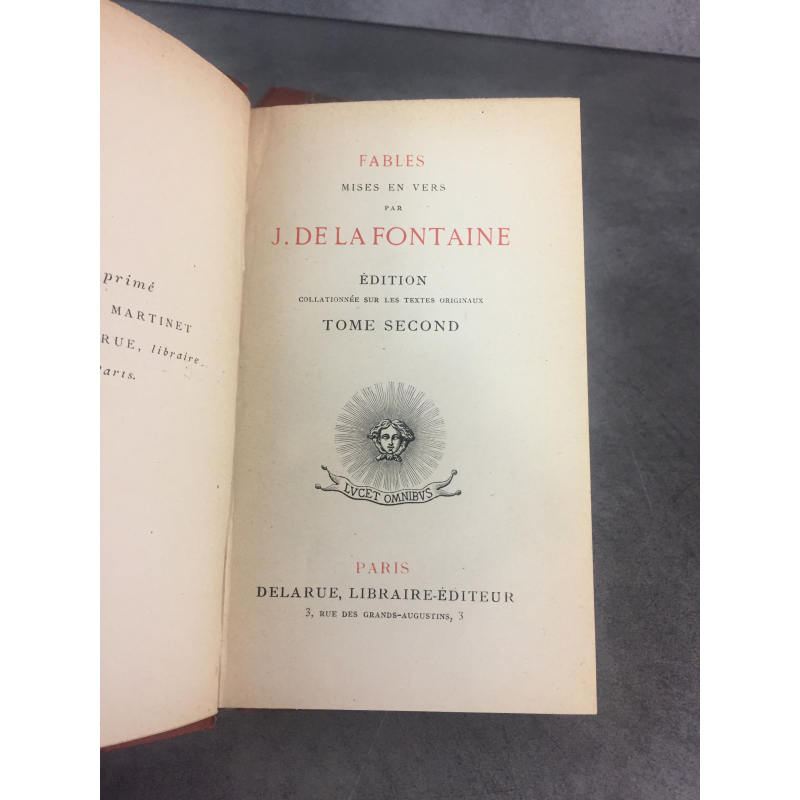 primé
MARTINET
RUE, libraire
Paris.
FABLES
MISES EN VERS
PAR
J. DE LA FONTAINE
ÉDITION
COLLATIONNÉE SUR LES TEXTES ORIGINAUX
TOME SECOND
LVCET OMNIBVS
PARIS
DELARUE, LIBRAIRE-ÉDITEUR
3, RUE DES GRANDS-AUGUSTINS, 3